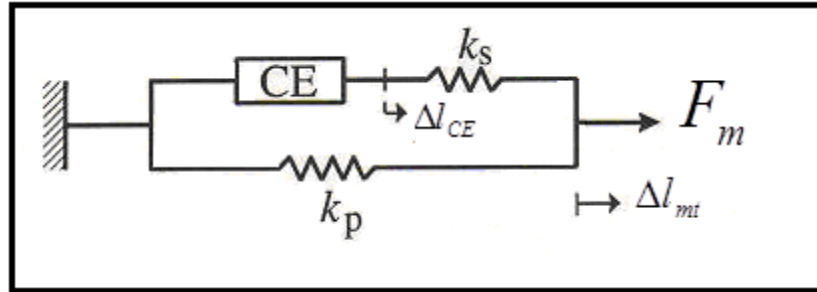 k_s
CE
Δl_CE
F_m
k_p
Δl_mt